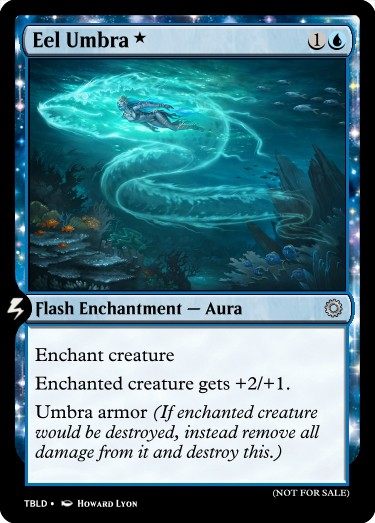 Eel Umbra ★ 1
Flash Enchantment — Aura
Enchant creature
Enchanted creature gets +2/+1.
Umbra armor (If enchanted creature
would be destroyed, instead remove all
damage from it and destroy this.)
(NOT FOR SALE)
TBLD • Howard Lyon